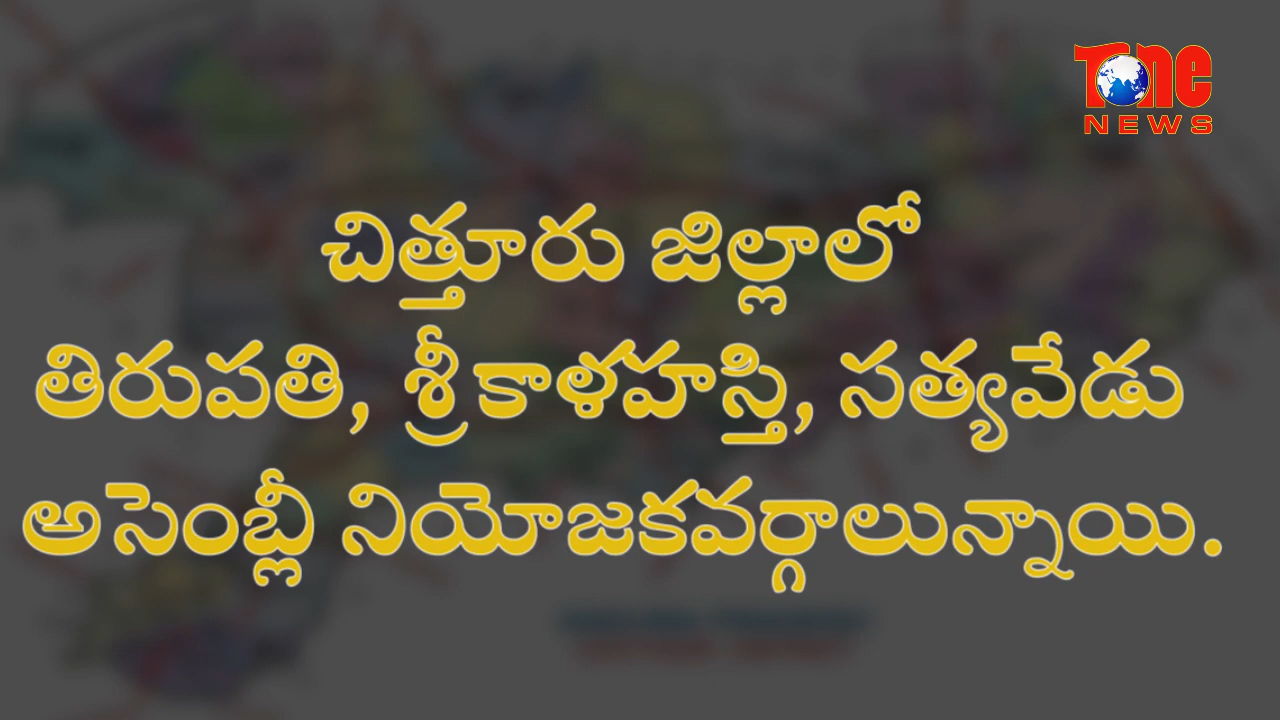 Tone
NEWS
చిత్తూరు జిల్లాలో
తిరుపతి, శ్రీకాళహస్తి, సత్యవేడు
అసెంబ్లీ నియోజకవర్గాలున్నాయి.